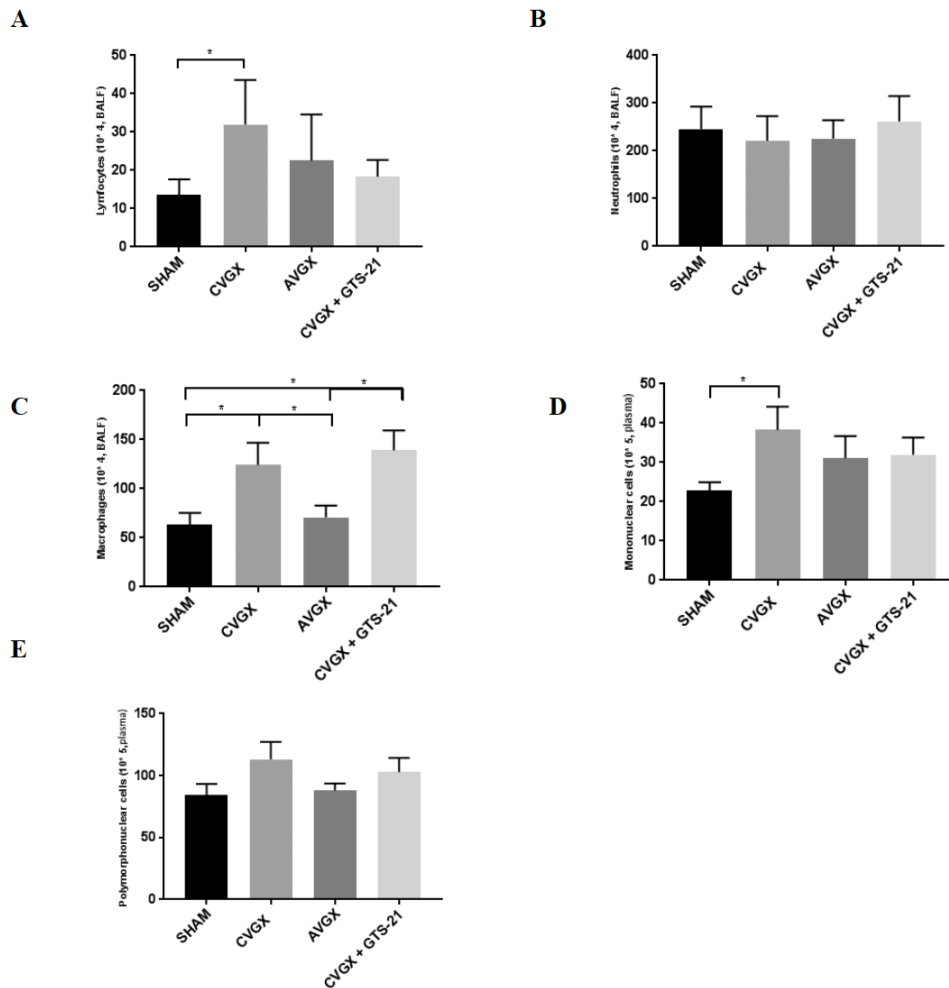 A
Lymfocytes (10^ 4, BALF)
50
40
30
20
10
0
*
SHAM
CVGX
AVGX
CVGX + GTS-21
B
Neutrophils (10^ 4, BALF)
400
300
200
100
0
SHAM
CVGX
AVGX
CVGX + GTS-21
C
Macrophages (10^ 4, BALF)
200
150
100
50
0
*
*
*
*
SHAM
CVGX
AVGX
CVGX + GTS-21
D
Mononuclear cells (10^ 5, plasma)
50
40
30
20
10
0
*
SHAM
CVGX
AVGX
CVGX + GTS-21
E
Polymorphonuclear cells (10^ 5,plasma)
150
100
50
0
SHAM
CVGX
AVGX
CVGX + GTS-21